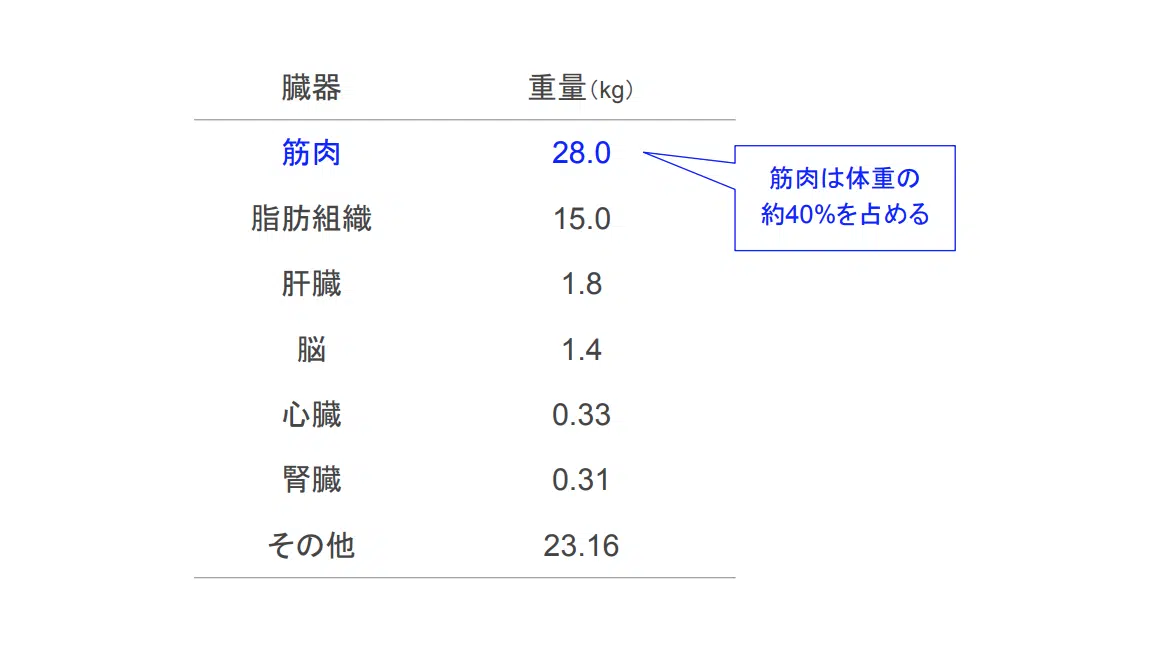 臓器 重量(kg)
筋肉 28.0
筋肉は体重の
約40%を占める
脂肪組織 15.0
肝臓 1.8
脳 1.4
心臓 0.33
腎臓 0.31
その他 23.16